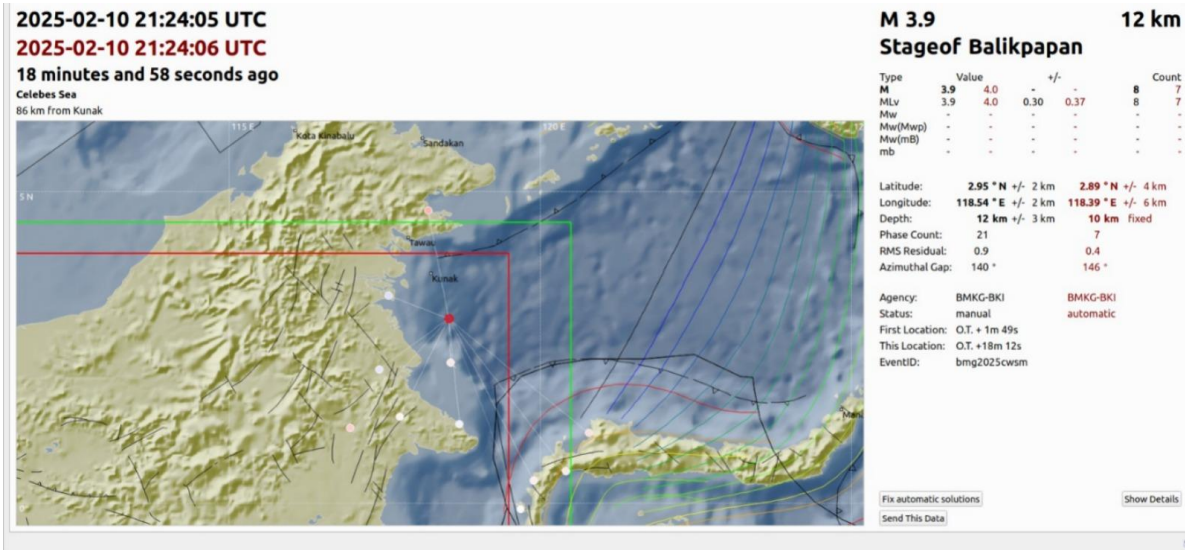 2025-02-10 21:24:05 UTC
2025-02-10 21:24:06 UTC
18 minutes and 58 seconds ago
Celebes Sea
86 km from Kunak
115 E
120 E
Kota Kinabalu
Sandakan
5 N
Tawau
Kunak
M 3.9 12 km
Stageof Balikpapan
Type Value +/- Count
M 3.9 4.0 - - 8 7
MLv 3.9 4.0 0.30 0.37 8 7
Mw - - - - - -
Mw(Mwp) - - - - - -
Mw(mB) - - - - - -
mb - - - - - -
Latitude: 2.95 ° N +/- 2 km 2.89 ° N +/- 4 km
Longitude: 118.54 ° E +/- 2 km 118.39 ° E +/- 6 km
Depth: 12 km +/- 3 km 10 km fixed
Phase Count: 21 7
RMS Residual: 0.9 0.4
Azimuthal Gap: 140 ° 146 °
Agency: BMKG-BKI BMKG-BKI
Status: manual automatic
First Location: O.T. + 1m 49s
This Location: O.T. +18m 12s
EventID: bmg2025cwsm
Fix automatic solutions Show Details
Send This Data